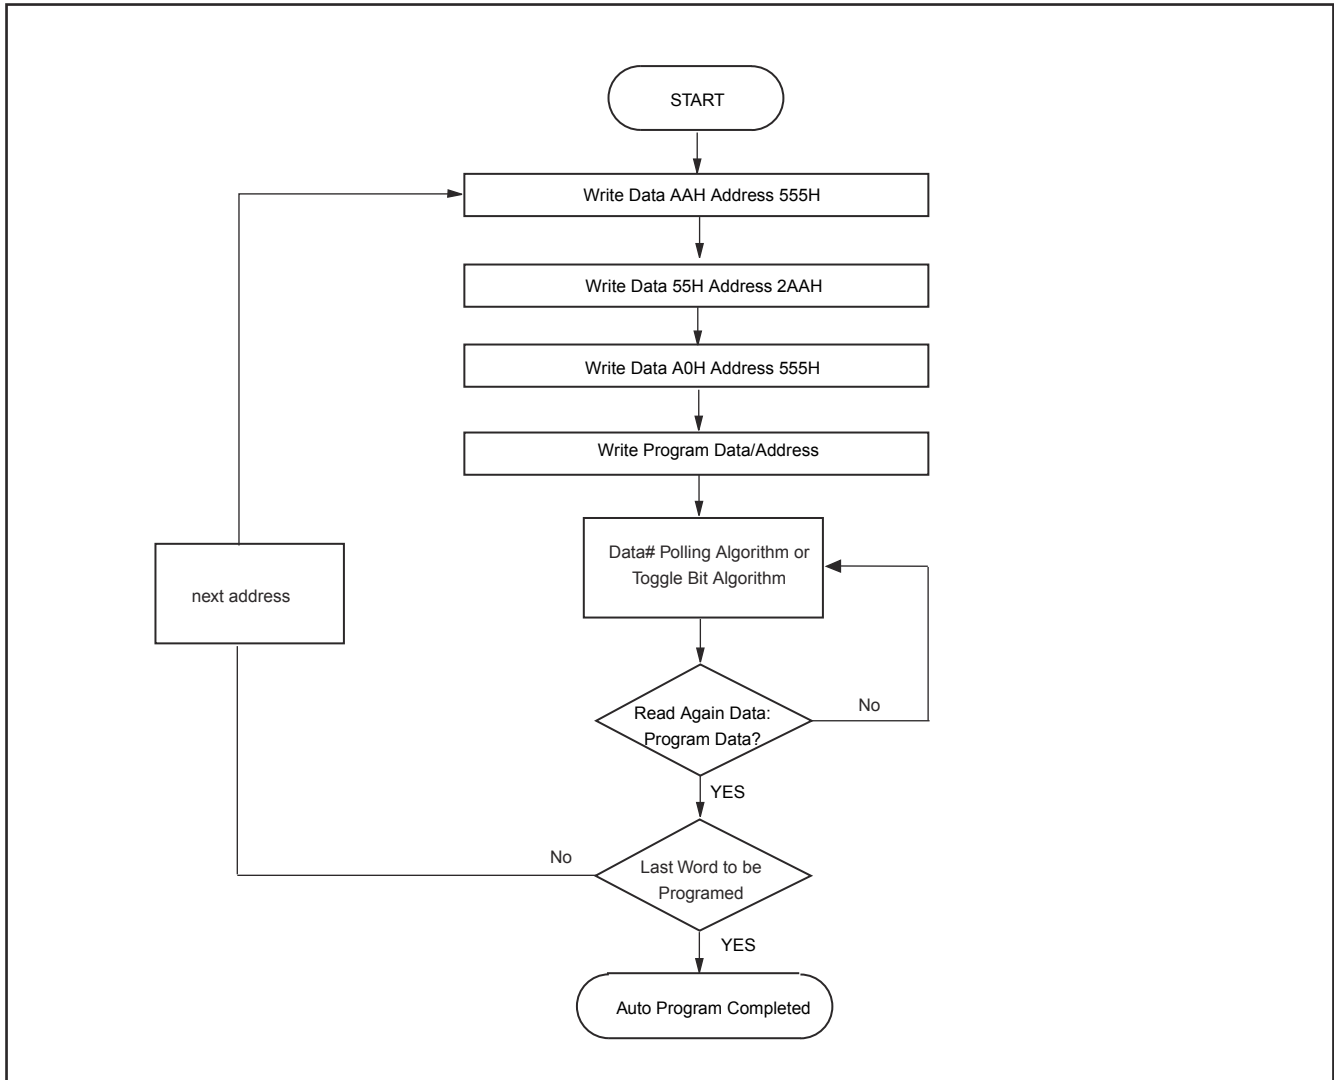 START
Write Data AAH Address 555H
Write Data 55H Address 2AAH
Write Data A0H Address 555H
Write Program Data/Address
Data# Polling Algorithm or
Toggle Bit Algorithm
next address
Read Again Data:
Program Data?
No
YES
No
Last Word to be
Programed
YES
Auto Program Completed